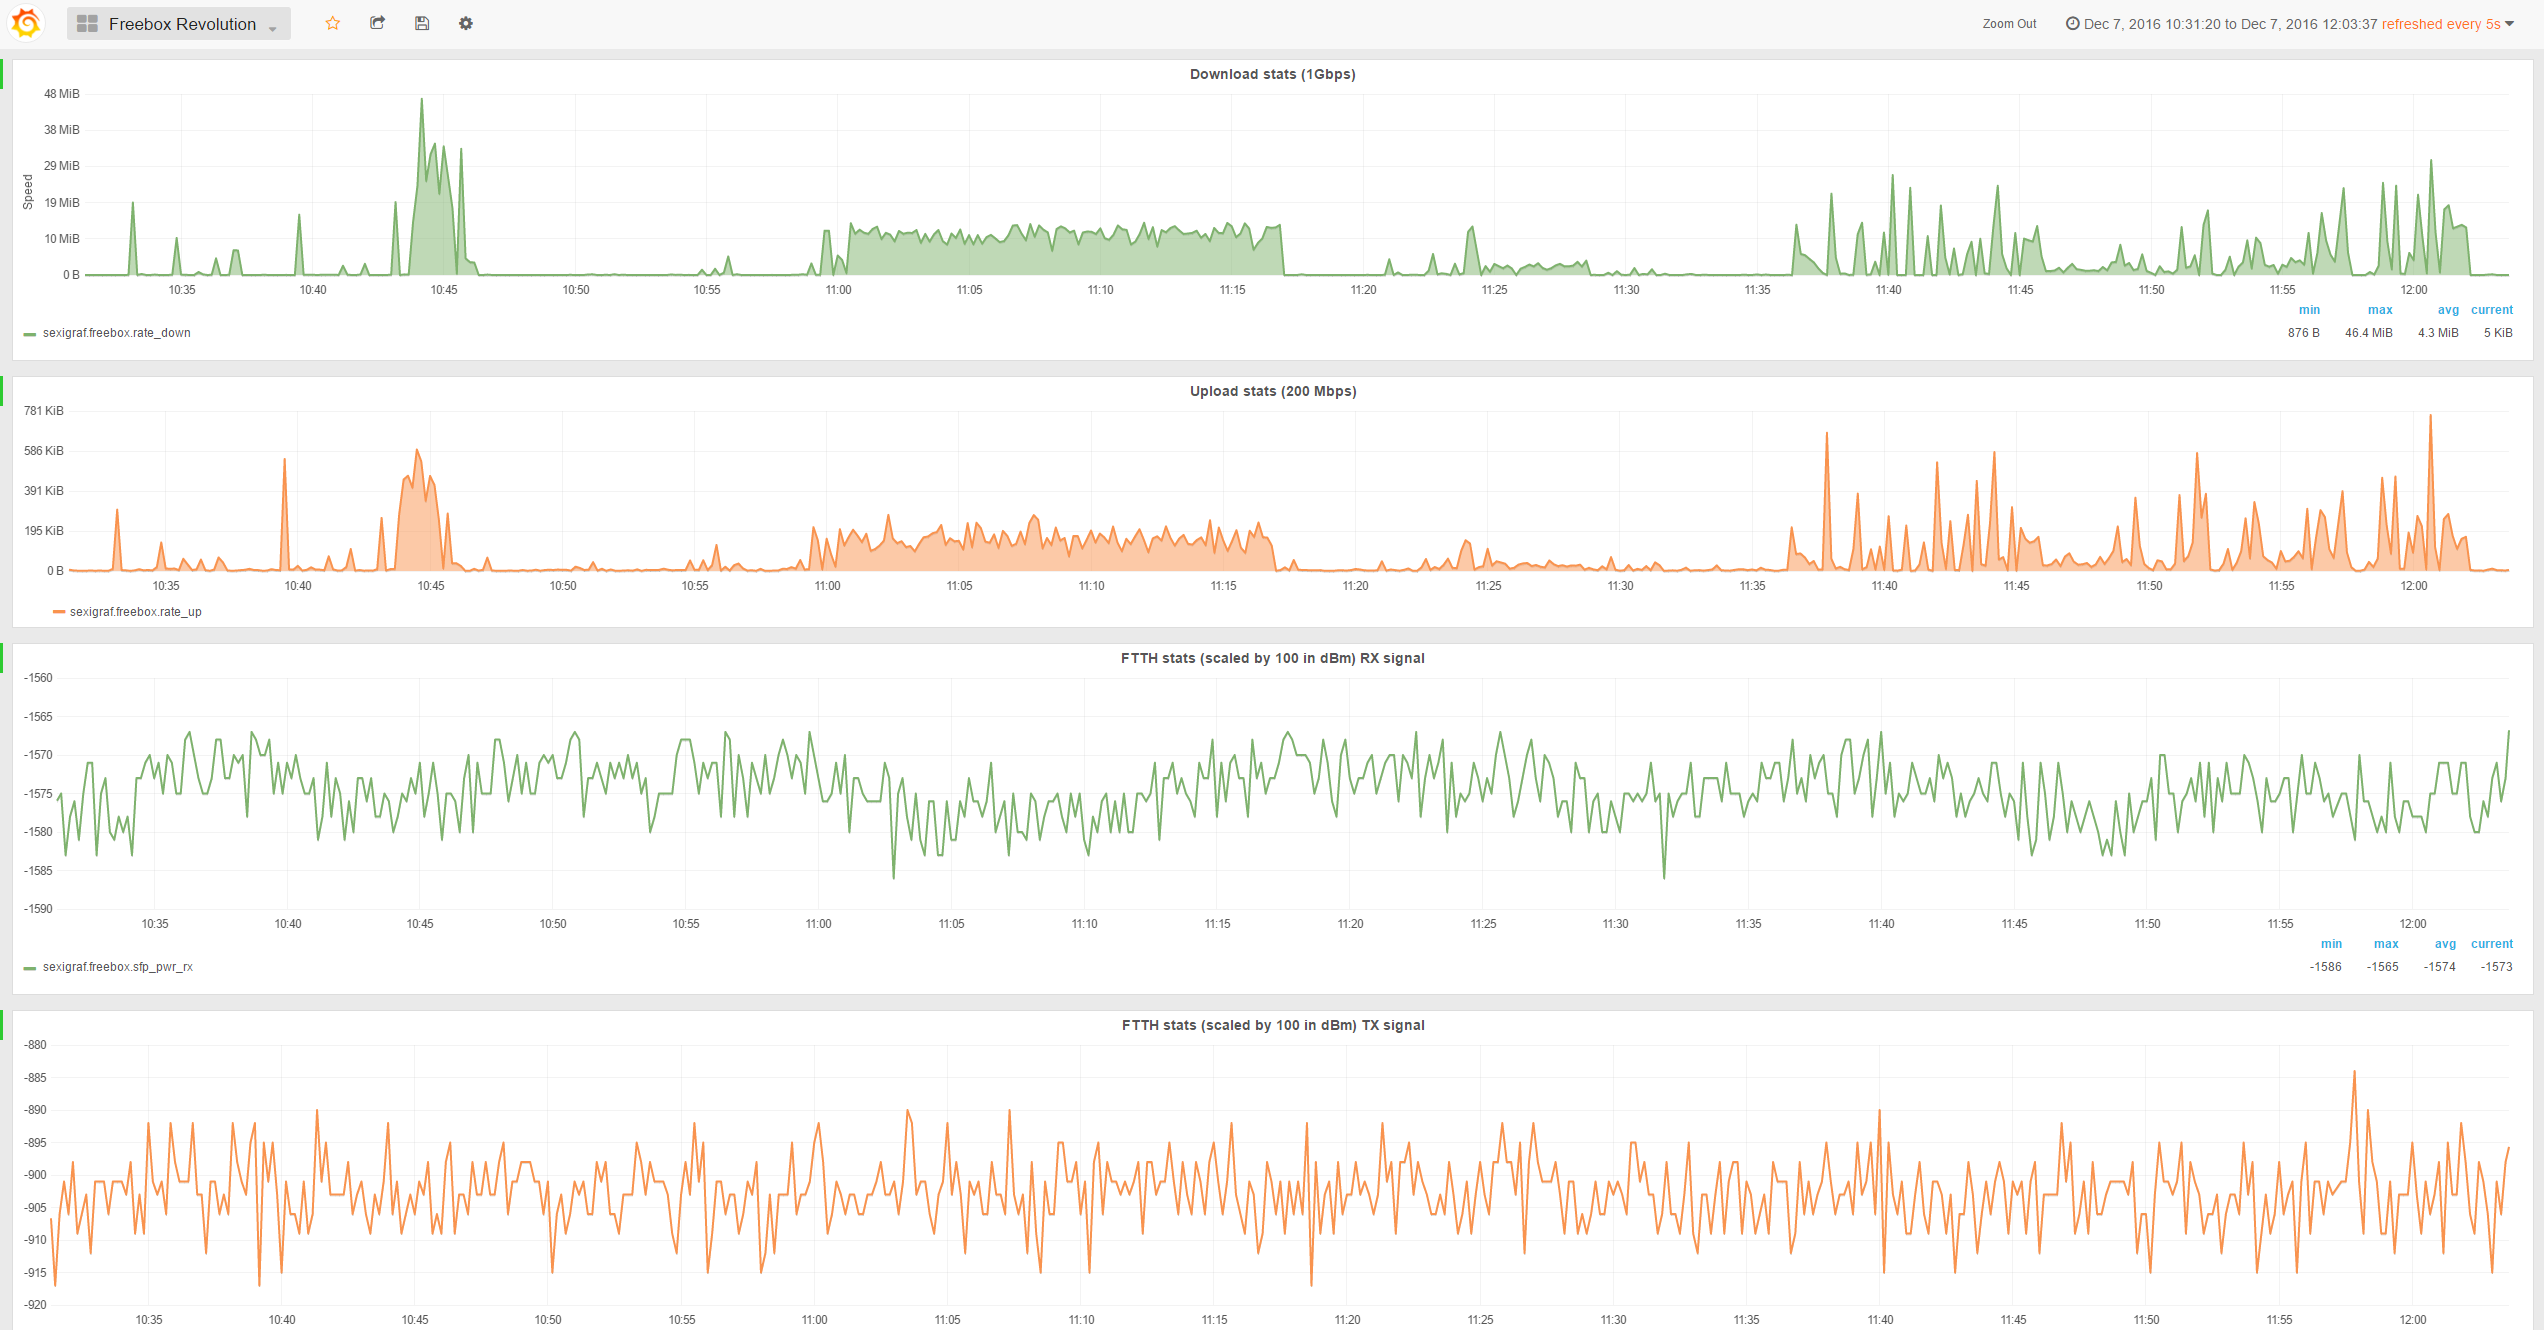 Freebox Revolution
Zoom Out Dec 7, 2016 10:31:20 to Dec 7, 2016 12:03:37 refreshed every 5s
Download stats (1Gbps)
Speed
48 MiB
38 MiB
29 MiB
19 MiB
10 MiB
0 B
10:35 10:40 10:45 10:50 10:55 11:00 11:05 11:10 11:15 11:20 11:25 11:30 11:35 11:40 11:45 11:50 11:55 12:00
min max avg current
sexigraf.freebox.rate_down 876 B 46.4 MiB 4.3 MiB 5 KiB
Upload stats (200 Mbps)
781 KiB
586 KiB
391 KiB
195 KiB
0 B
10:35 10:40 10:45 10:50 10:55 11:00 11:05 11:10 11:15 11:20 11:25 11:30 11:35 11:40 11:45 11:50 11:55 12:00
sexigraf.freebox.rate_up
FTTH stats (scaled by 100 in dBm) RX signal
-1560
-1565
-1570
-1575
-1580
-1585
-1590
10:35 10:40 10:45 10:50 10:55 11:00 11:05 11:10 11:15 11:20 11:25 11:30 11:35 11:40 11:45 11:50 11:55 12:00
min max avg current
sexigraf.freebox.sfp_pwr_rx -1586 -1565 -1574 -1573
FTTH stats (scaled by 100 in dBm) TX signal
-880
-885
-890
-895
-900
-905
-910
-915
-920
10:35 10:40 10:45 10:50 10:55 11:00 11:05 11:10 11:15 11:20 11:25 11:30 11:35 11:40 11:45 11:50 11:55 12:00